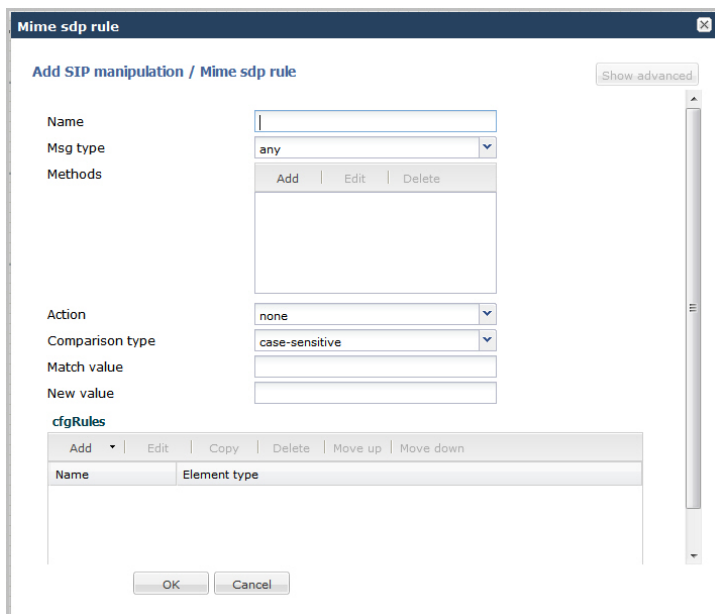 Mime sdp rule
Add SIP manipulation / Mime sdp rule
Show advanced
Name
Msg type any
Methods Add Edit Delete
Action none
Comparison type case-sensitive
Match value
New value
cfgRules
Add Edit Copy Delete Move up Move down
Name Element type
OK Cancel